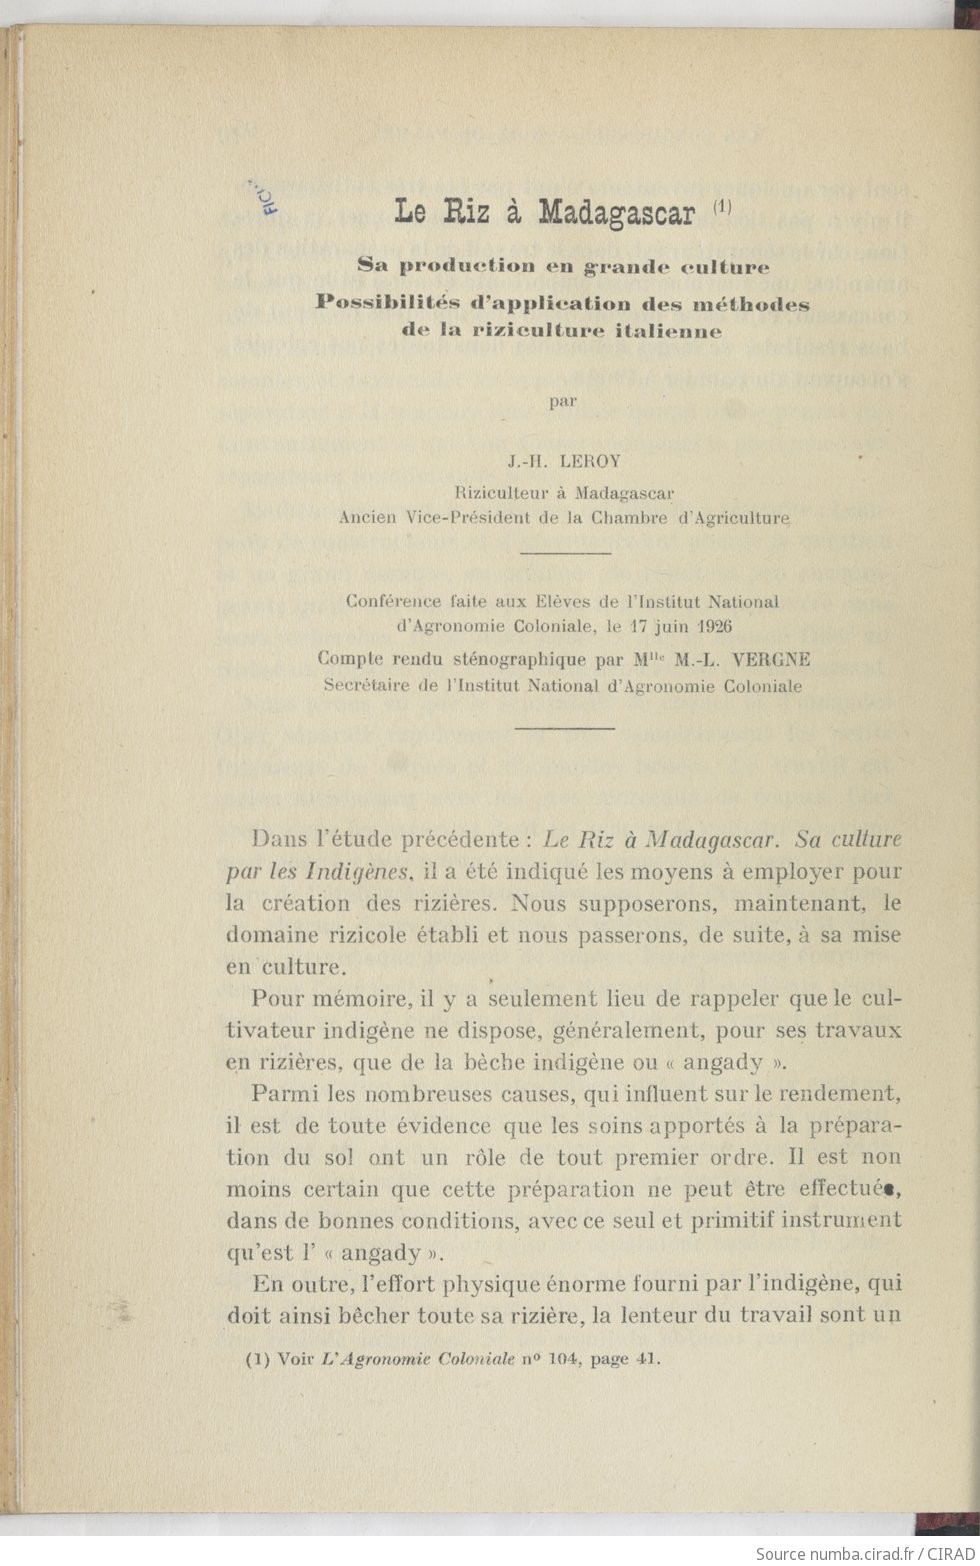 Le Riz à Madagascar (1)
Sa production en grande culture
Possibilités d'application des méthodes
de la riziculture italienne
par
J.-H. LEROY
Riziculteur à Madagascar
Ancien Vice-Président de la Chambre d'Agriculture
Conférence faite aux Elèves de l'Institut National
d'Agronomie Coloniale, le 17 juin 1926
Compte rendu sténographique par Mlle M.-L. VERGNE
Secrétaire de l'Institut National d'Agronomie Coloniale
Dans l'étude précédente : Le Riz à Madagascar. Sa culture
par les Indigènes, il a été indiqué les moyens à employer pour
la création des rizières. Nous supposerons, maintenant, le
domaine rizicole établi et nous passerons, de suite, à sa mise
en culture.
Pour mémoire, il y a seulement lieu de rappeler que le cul-
tivateur indigène ne dispose, généralement, pour ses travaux
en rizières, que de la bèche indigène ou « angady ».
Parmi les nombreuses causes, qui influent sur le rendement,
il est de toute évidence que les soins apportés à la prépara-
tion du sol ont un rôle de tout premier ordre. Il est non
moins certain que cette préparation ne peut être effectuée,
dans de bonnes conditions, avec ce seul et primitif instrument
qu'est l' « angady ».
En outre, l'effort physique énorme fourni par l'indigène, qui
doit ainsi bêcher toute sa rizière, la lenteur du travail sont un
(1) Voir L'Agronomie Coloniale nº 104, page 41.
Source numba.cirad.fr / CIRAD